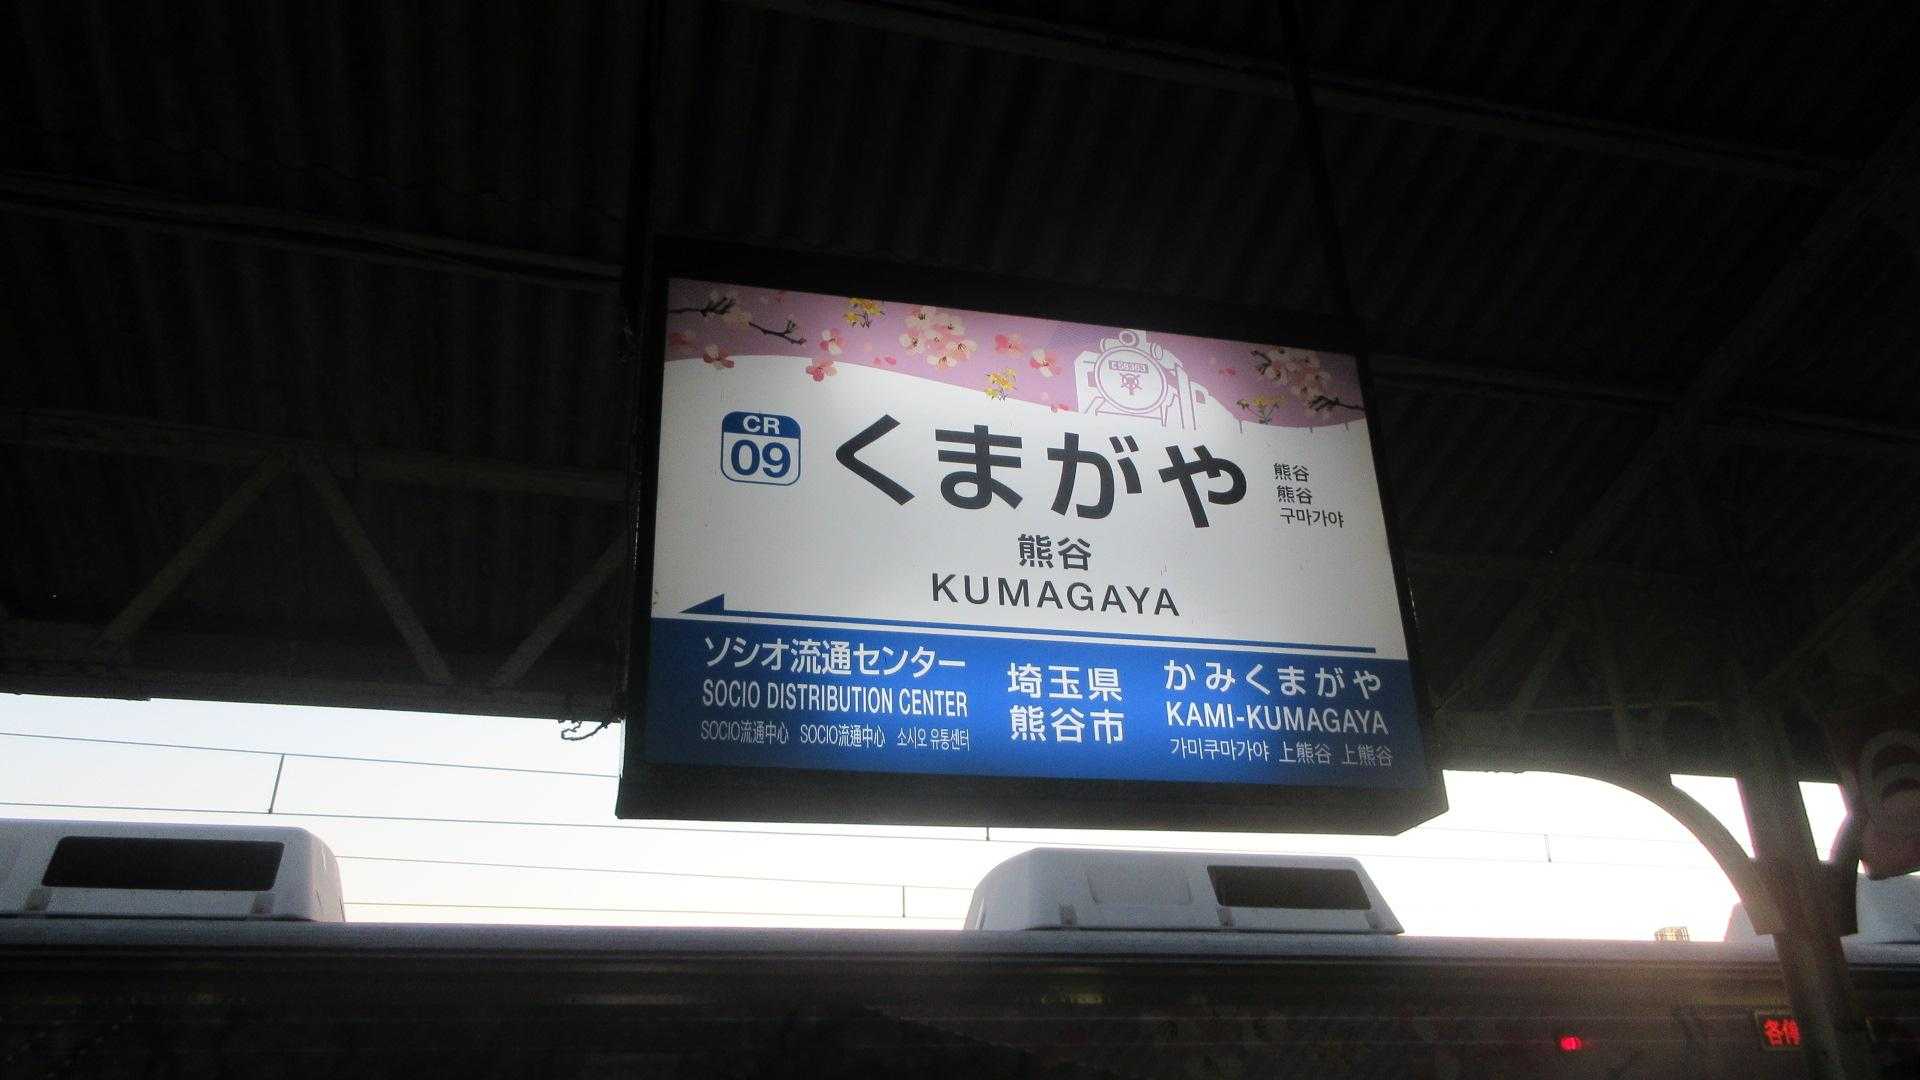 C58363
CR
09
くまがや
熊谷
熊谷
구마가야
熊谷
KUMAGAYA
ソシオ流通センター
SOCIO DISTRIBUTION CENTER
SOCIO流通中心 SOCIO流通中心 소시오 유통센터
埼玉県
熊谷市
かみくまがや
KAMI-KUMAGAYA
가미쿠마가야 上熊谷 上熊谷
各停